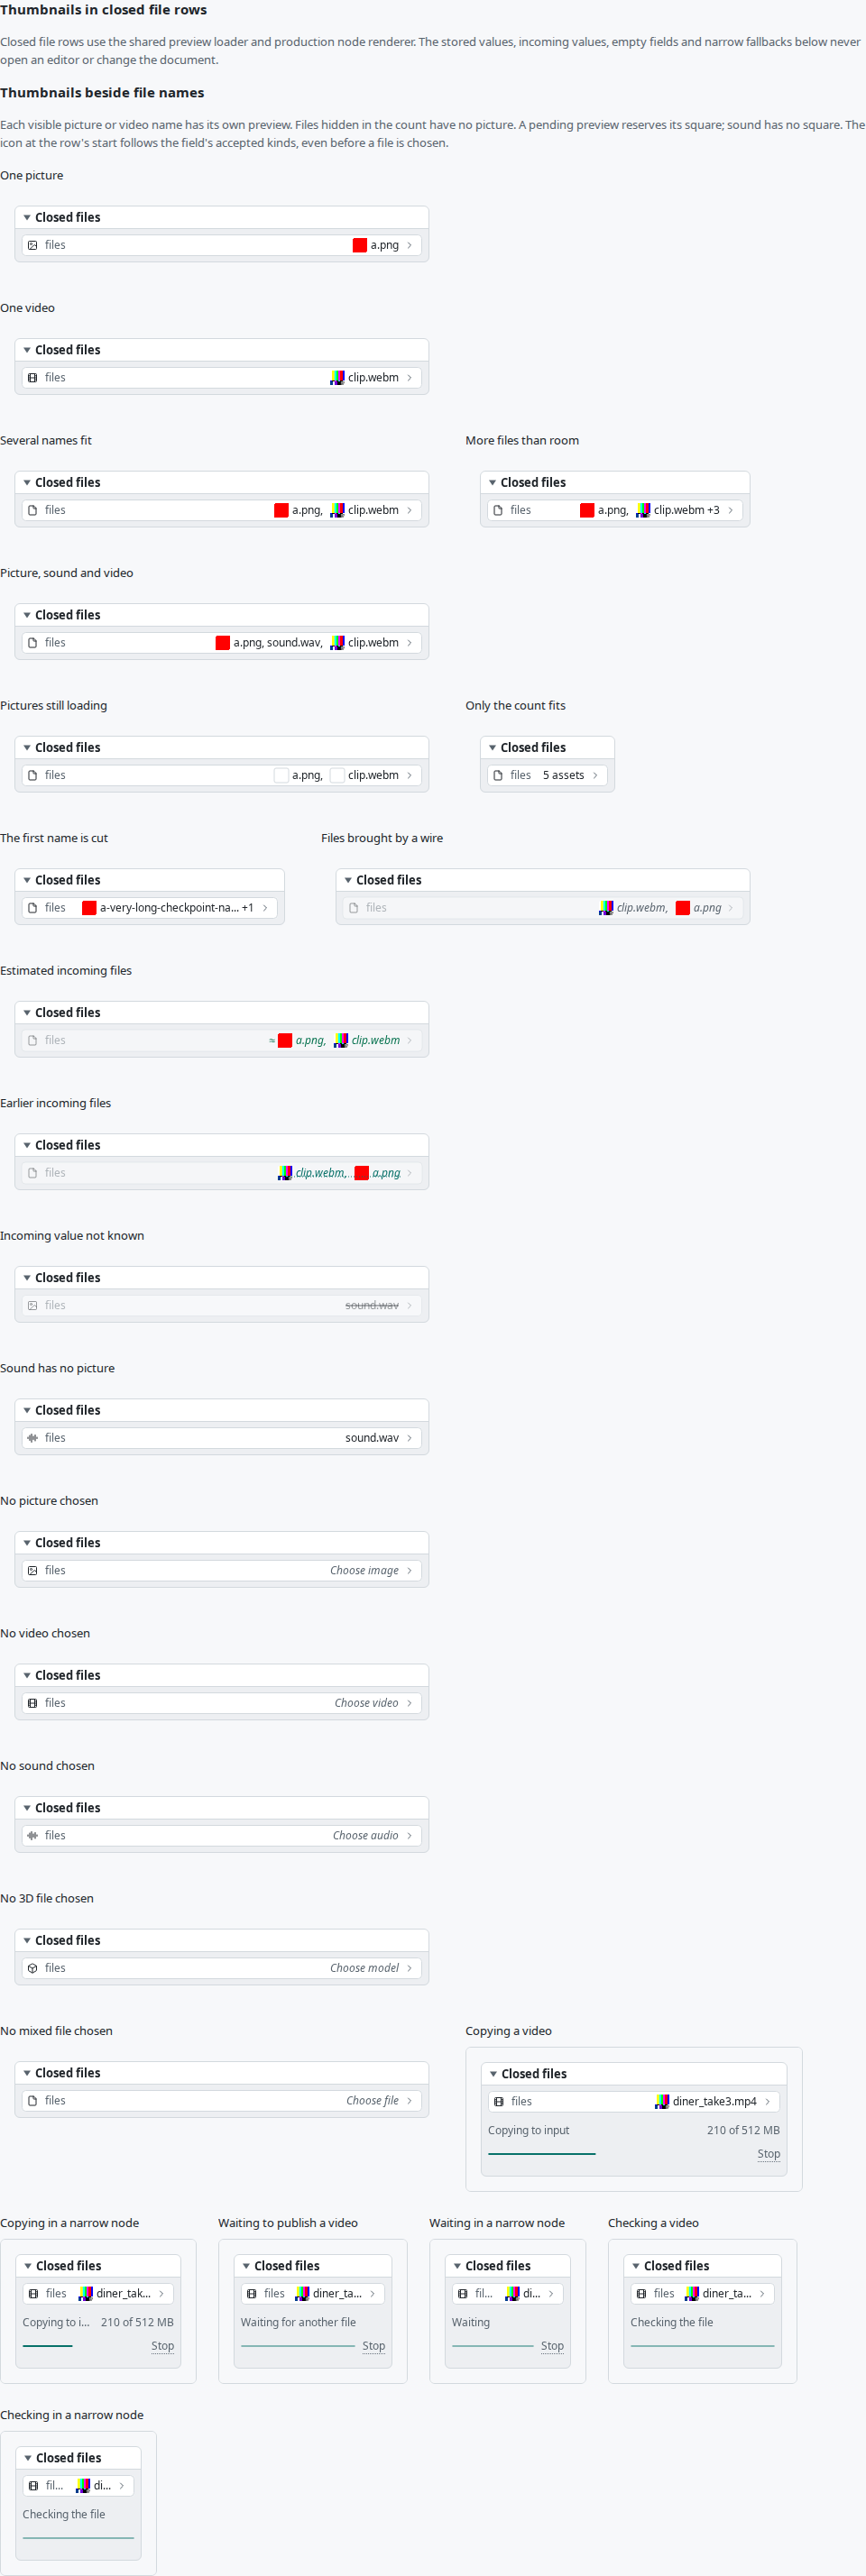 Thumbnails in closed file rows
Closed file rows use the shared preview loader and production node renderer. The stored values, incoming values, empty fields and narrow fallbacks below never
open an editor or change the document.
Thumbnails beside file names
Each visible picture or video name has its own preview. Files hidden in the count have no picture. A pending preview reserves its square; sound has no square. The
icon at the row's start follows the field's accepted kinds, even before a file is chosen.
One picture
Closed files
files a.png
One video
Closed files
files clip.webm
Several names fit
Closed files
files a.png, clip.webm
More files than room
Closed files
files a.png, clip.webm +3
Picture, sound and video
Closed files
files a.png, sound.wav, clip.webm
Pictures still loading
Closed files
files a.png, clip.webm
Only the count fits
Closed files
files 5 assets
The first name is cut
Closed files
files a-very-long-checkpoint-na... +1
Files brought by a wire
Closed files
files clip.webm, a.png
Estimated incoming files
Closed files
files ≈ a.png, clip.webm
Earlier incoming files
Closed files
files clip.webm, a.png
Incoming value not known
Closed files
files sound.wav
Sound has no picture
Closed files
files sound.wav
No picture chosen
Closed files
files Choose image
No video chosen
Closed files
files Choose video
No sound chosen
Closed files
files Choose audio
No 3D file chosen
Closed files
files Choose model
No mixed file chosen
Closed files
files Choose file
Copying a video
Closed files
files diner_take3.mp4
Copying to input 210 of 512 MB
Stop
Copying in a narrow node
Closed files
files diner_tak...
Copying to i... 210 of 512 MB
Stop
Waiting to publish a video
Closed files
files diner_ta...
Waiting for another file
Stop
Waiting in a narrow node
Closed files
fil... di...
Waiting
Stop
Checking a video
Closed files
files diner_ta...
Checking the file
Checking in a narrow node
Closed files
fil... di...
Checking the file